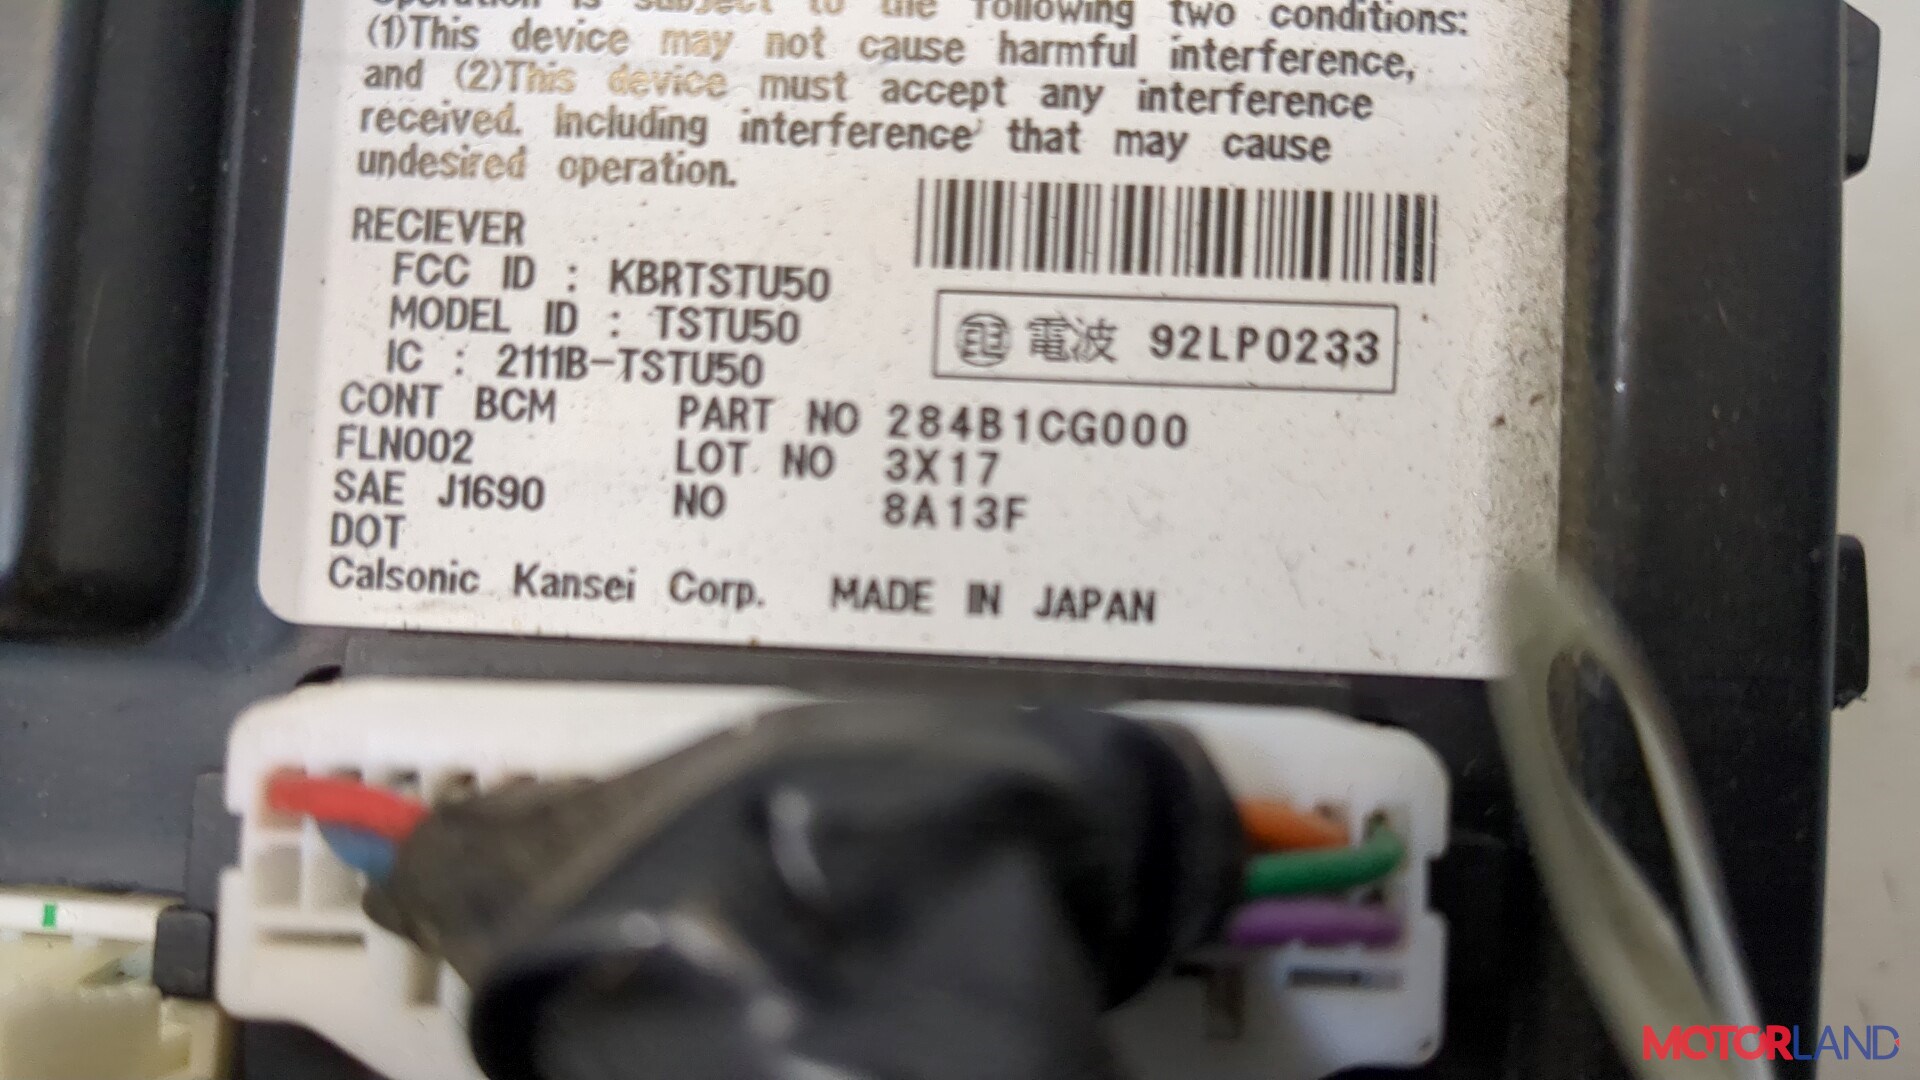 Operation is subject to the following two conditions:
(1)This device may not cause harmful interference,
and (2)This device must accept any interference
received. Including interference that may cause
undesired operation.
RECIEVER
FCC ID : KBRTSTU50
MODEL ID : TSTU50
IC : 2111B-TSTU50
電波 92LP0233
CONT BCM PART NO 284B1CG000
FLN002 LOT NO 3X17
SAE J1690 NO 8A13F
DOT
Calsonic Kansei Corp. MADE IN JAPAN
MOTORLAND